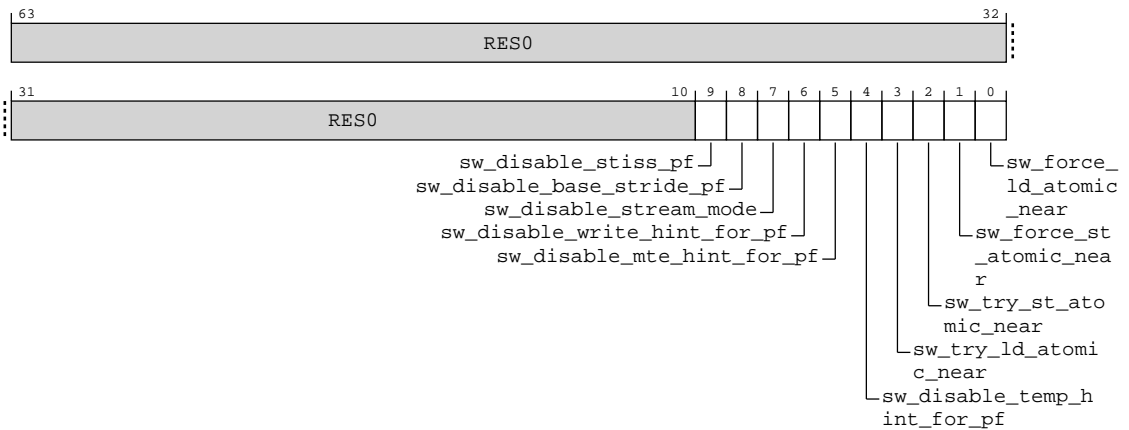 63 32
RES0
31 10 9 8 7 6 5 4 3 2 1 0
RES0
sw_disable_stiss_pf
sw_disable_base_stride_pf
sw_disable_stream_mode
sw_disable_write_hint_for_pf
sw_disable_mte_hint_for_pf
sw_force_
ld_atomic
_near
sw_force_st
_atomic_nea
r
sw_try_st_ato
mic_near
sw_try_ld_atomi
c_near
sw_disable_temp_h
int_for_pf